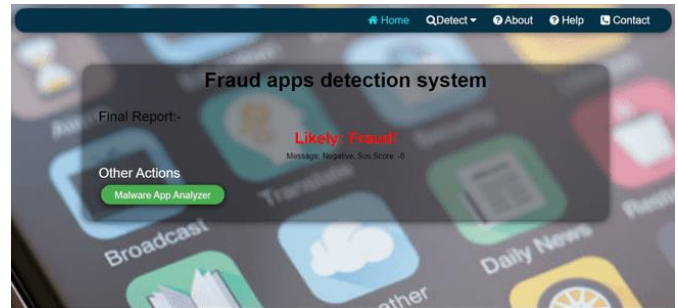 Home QDetect About Help Contact
Fraud apps detection system
Final Report:-
Likely: Fraud!
Message: Negative, Sus Score: -6
Other Actions
Malware App Analyzer
Translate
Broadcast
Daily News